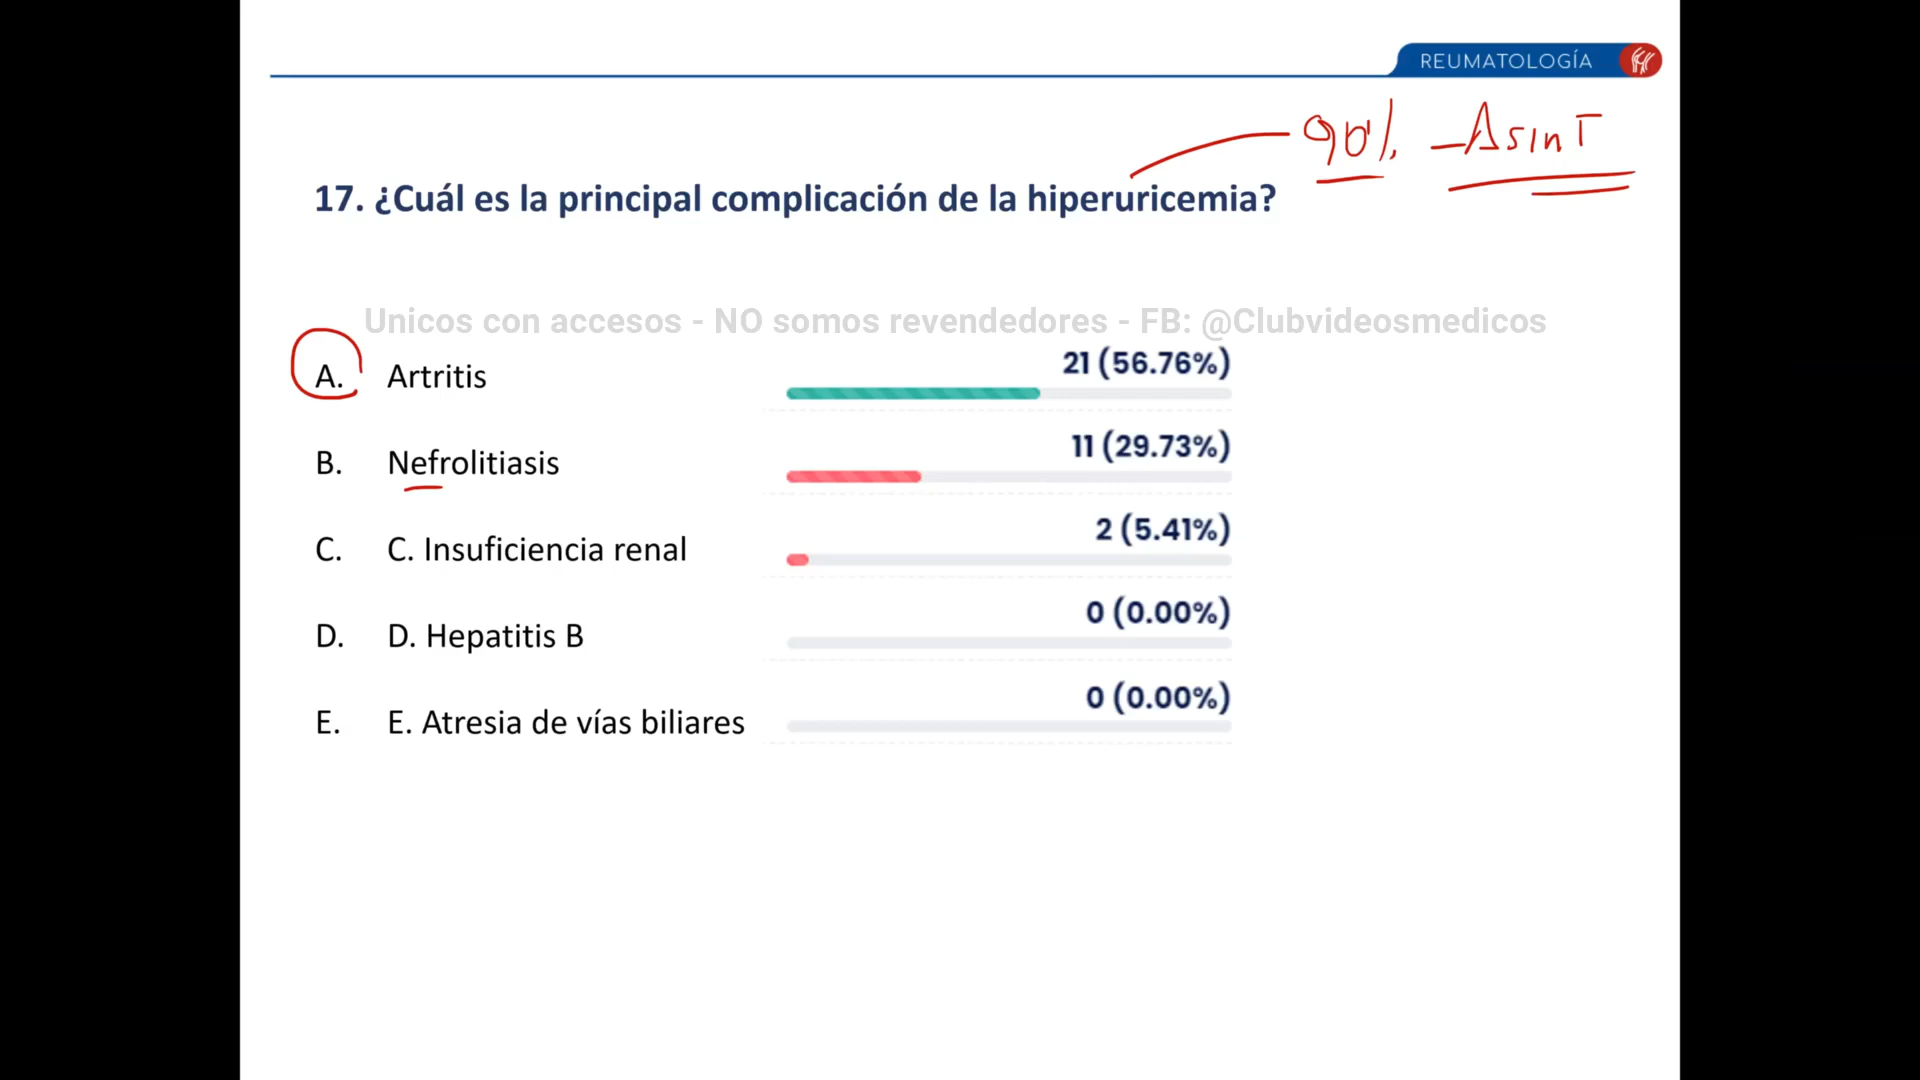 REUMATOLOGÍA
90% - AsinT
17. ¿Cuál es la principal complicación de la hiperuricemia?
Unicos con accesos - NO somos revendedores - FB: @Clubvideosmedicos
A. Artritis 21 (56.76%)
B. Nefrolitiasis 11 (29.73%)
C. C. Insuficiencia renal 2 (5.41%)
D. D. Hepatitis B 0 (0.00%)
E. E. Atresia de vías biliares 0 (0.00%)